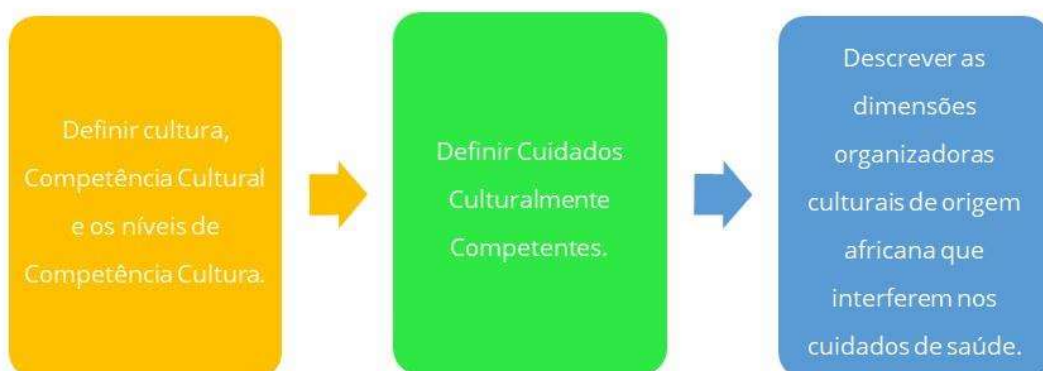 Definir cultura,
Competência Cultural
e os níveis de
Competência Cultura.
Definir Cuidados
Culturalmente
Competentes.
Descrever as
dimensões
organizadoras
culturais de origem
africana que
interferem nos
cuidados de saúde.